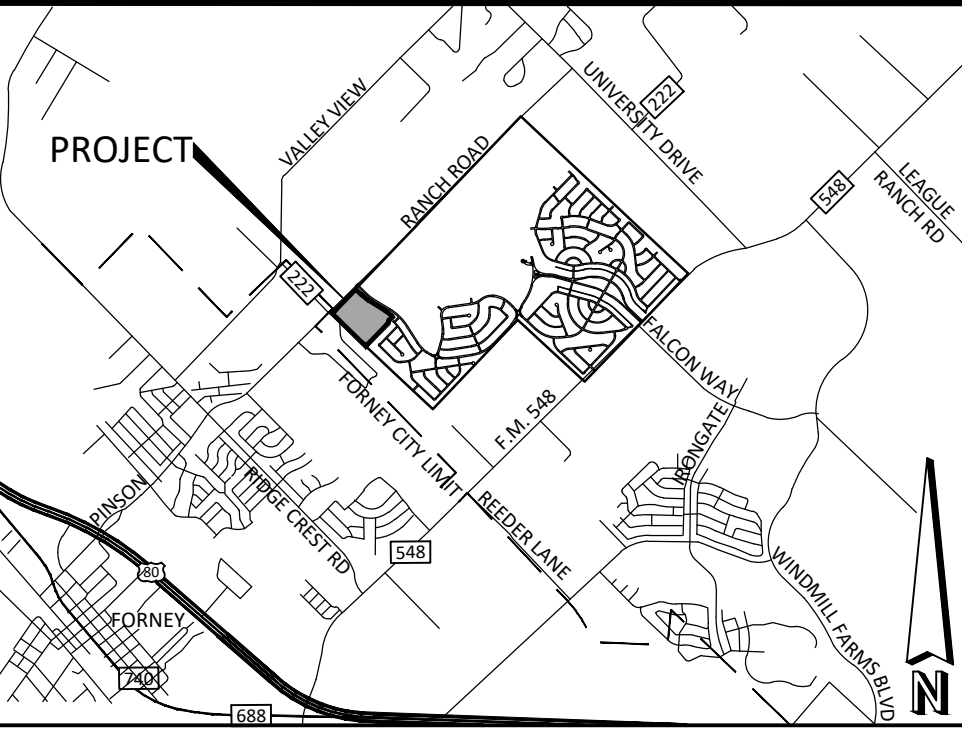 UNIVERSITY DRIVE
222
VALLEY VIEW
PROJECT
RANCH ROAD
LEAGUE
RANCH RD
548
222
FALCON WAY
FORNEY CITY LIMIT
F.M. 548
IRONGATE
PINSON
RIDGE CREST RD
REEDER LANE
548
WINDMILL FARMS BLVD
80
FORNEY
740
688
N